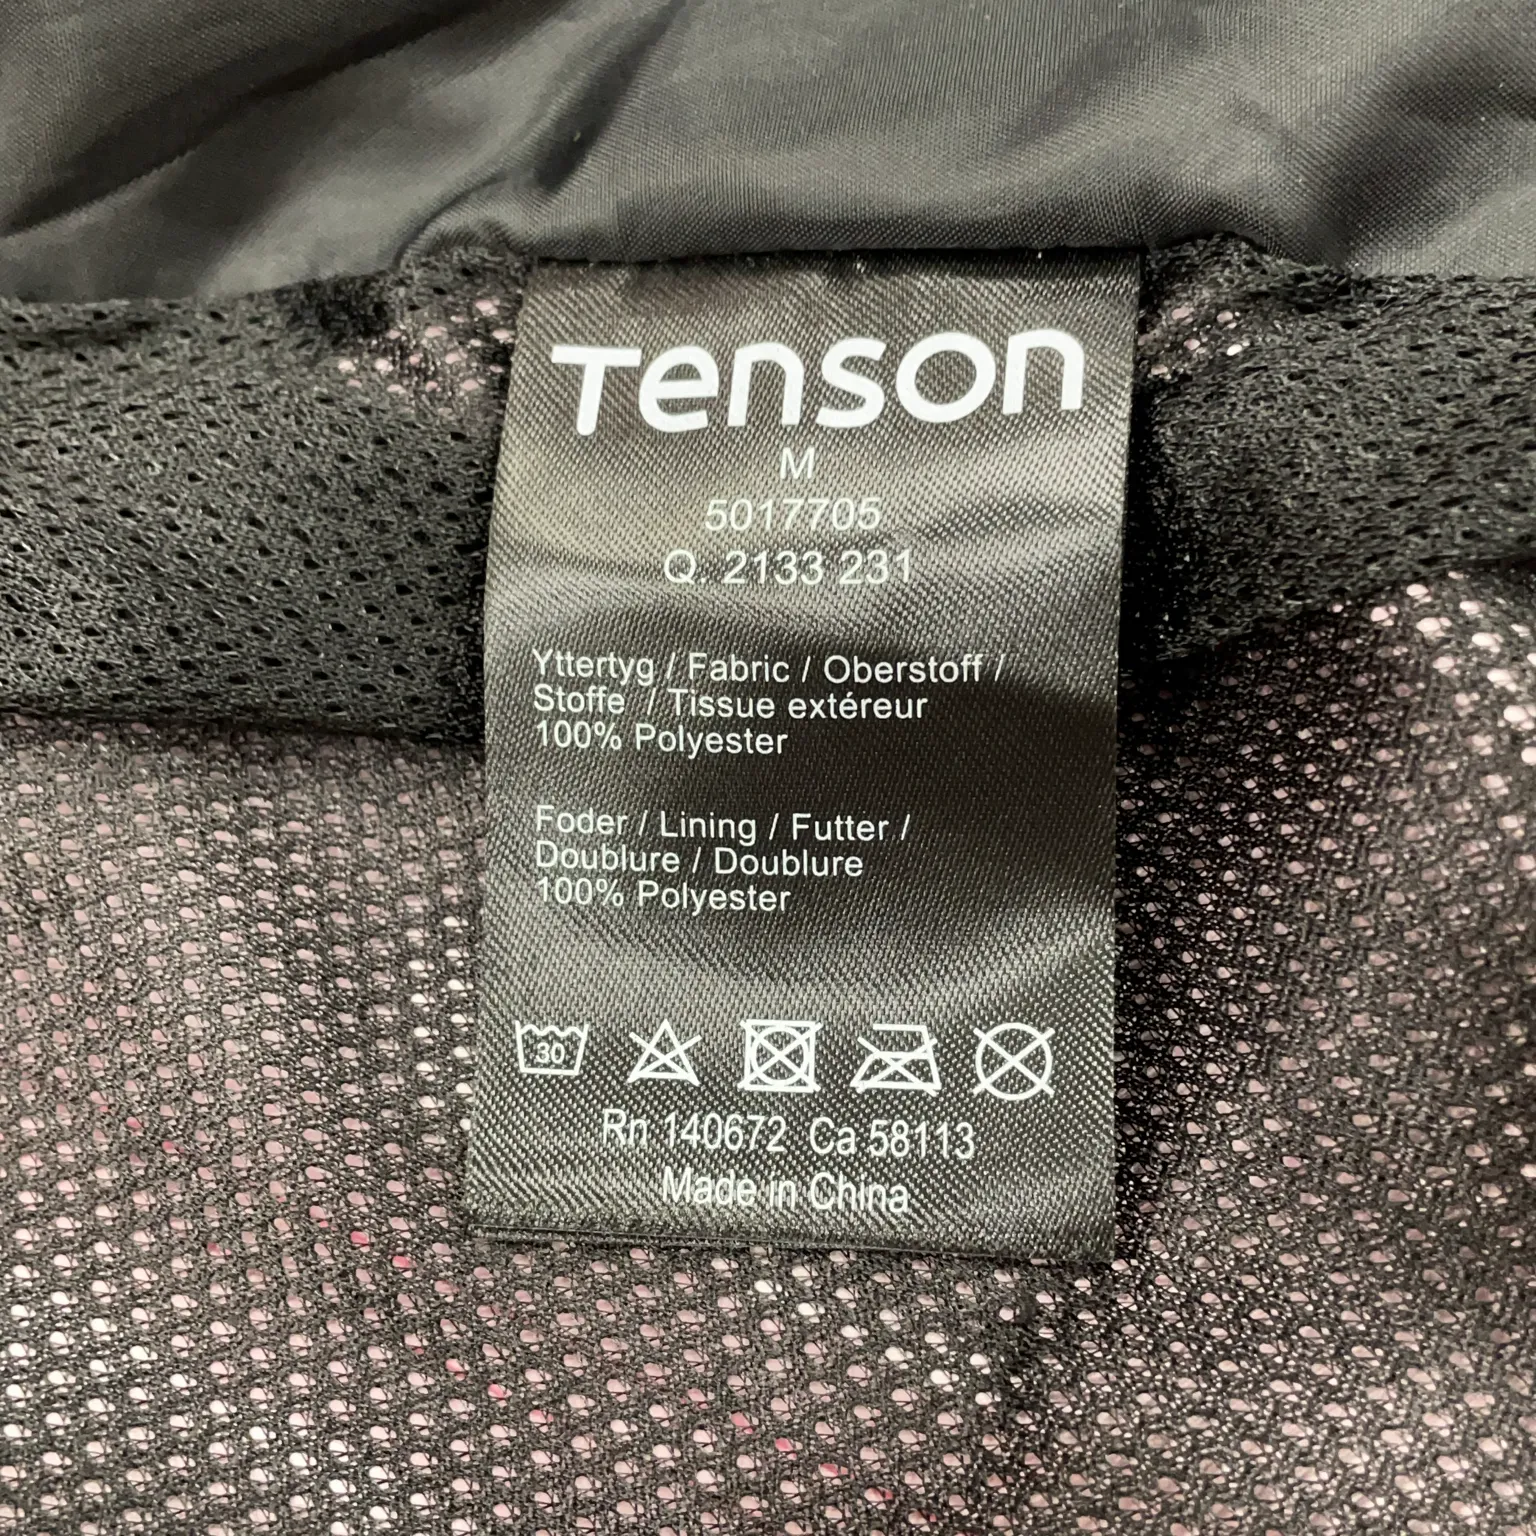 Tenson
M
5017705
Q. 2133 231
Yttertyg / Fabric / Oberstoff /
Stoffe / Tissue extéreur
100% Polyester
Foder / Lining / Futter /
Doublure / Doublure
100% Polyester
30
Rn 140672 Ca 58113
Made in China